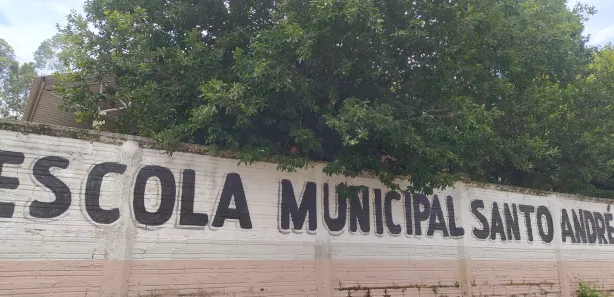 ESCOLA MUNICIPAL SANTO ANDRÉ